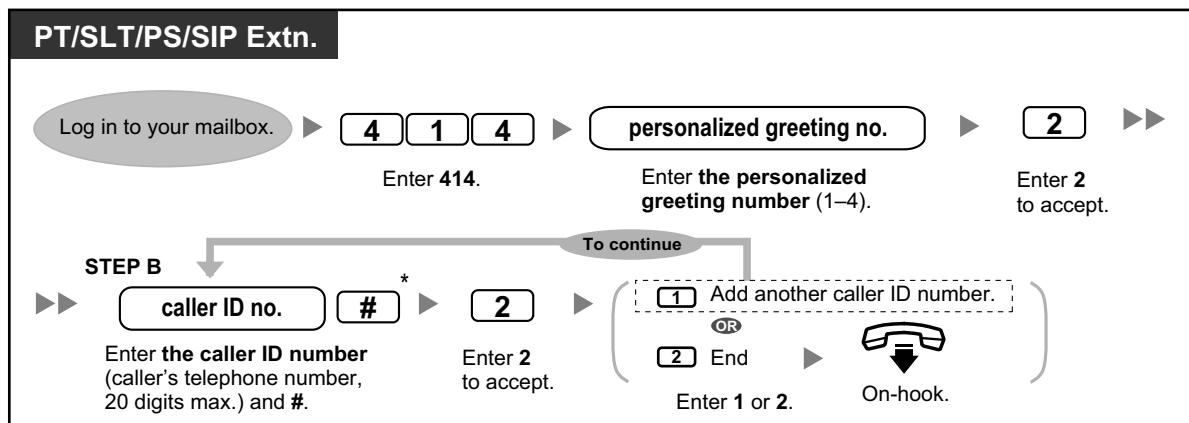 PT/SLT/PS/SIP Extn.
Log in to your mailbox.
4 1 4
personalized greeting no.
2
Enter 414.
Enter the personalized
greeting number (1–4).
Enter 2
to accept.
To continue
STEP B
caller ID no. # *
2
1 Add another caller ID number.
OR
2 End
Enter the caller ID number
(caller's telephone number,
20 digits max.) and #.
Enter 2
to accept.
Enter 1 or 2.
On-hook.